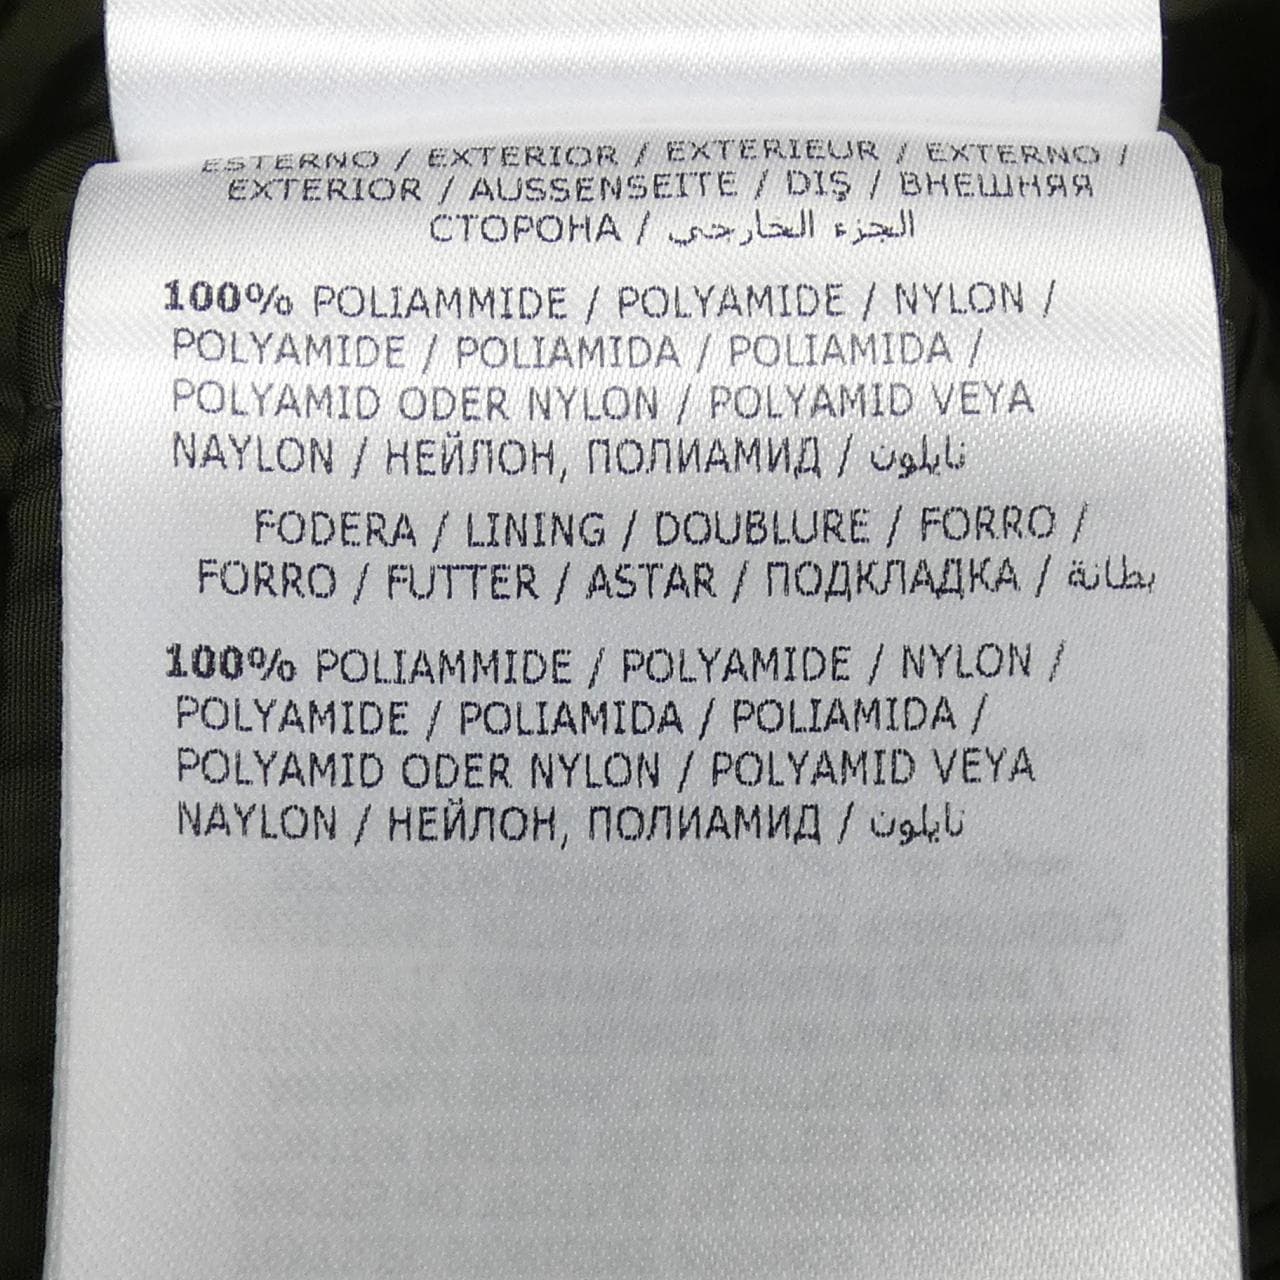 ESTERNO / EXTERIOR / EXTERIEUR / EXTERNO /
EXTERIOR / AUSSENSEITE / DIŞ / ВНЕШНЯЯ
СТОРОНА / الجزء الخارجي
100% POLIAMMIDE / POLYAMIDE / NYLON /
POLYAMIDE / POLIAMIDA / POLIAMIDA /
POLYAMID ODER NYLON / POLYAMID VEYA
NAYLON / НЕЙЛОН, ПОЛИАМИД / نايلون
FODERA / LINING / DOUBLURE / FORRO /
FORRO / FUTTER / ASTAR / ПОДКЛАДКА / بطانة
100% POLIAMMIDE / POLYAMIDE / NYLON /
POLYAMIDE / POLIAMIDA / POLIAMIDA /
POLYAMID ODER NYLON / POLYAMID VEYA
NAYLON / НЕЙЛОН, ПОЛИАМИД / نايلون